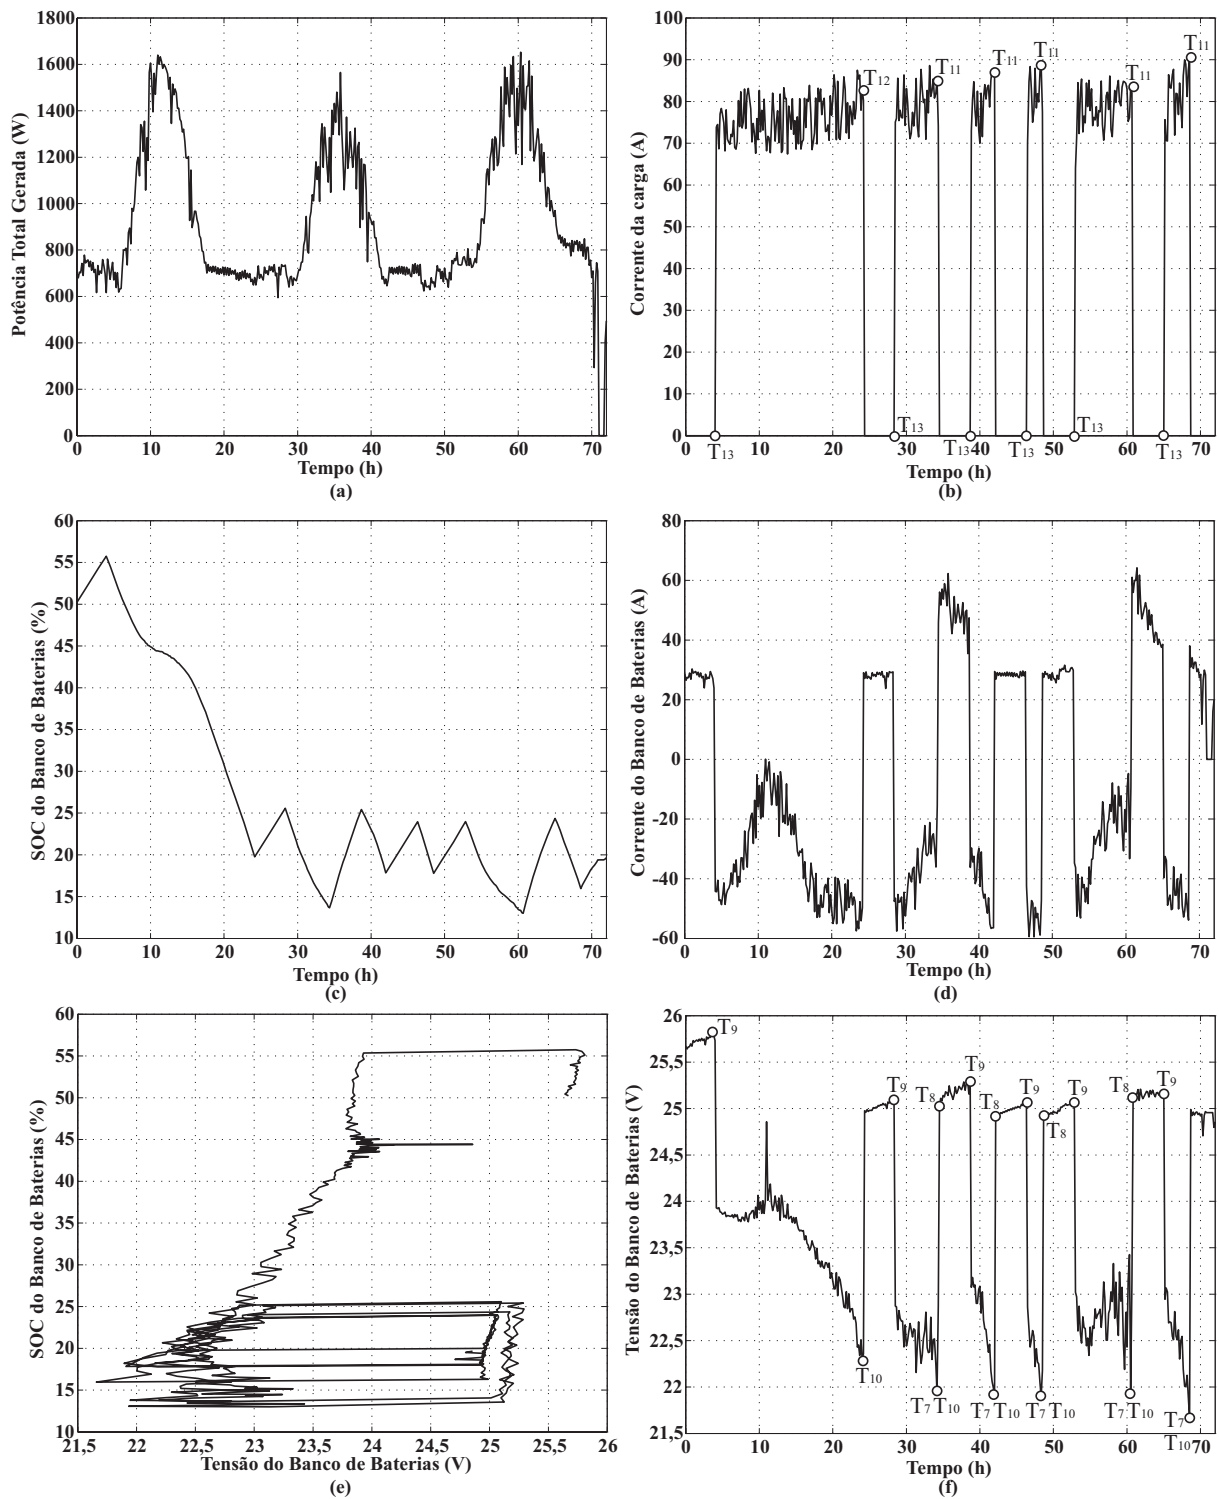 1800
1600
1400
1200
1000
800
600
400
200
0
Potência Total Gerada (W)
0 10 20 30 40 50 60 70
Tempo (h)
(a)
100
90
80
70
60
50
40
30
20
10
0
Corrente da carga (A)
T12 T11 T11 T11 T11 T11
T13 T13 T13 T13 T13 T13
10 20 30 40 50 60 70
Tempo (h)
(b)
60
55
50
45
40
35
30
25
20
15
10
SOC do Banco de Baterias (%)
0 10 20 30 40 50 60 70
Tempo (h)
(c)
80
60
40
20
0
-20
-40
-60
Corrente do Banco de Baterias (A)
0 10 20 30 40 50 60 70
Tempo (h)
(d)
60
55
50
45
40
35
30
25
20
15
10
SOC do Banco de Baterias (%)
21,5 22 22,5 23 23,5 24 24,5 25 25,5 26
Tensão do Banco de Baterias (V)
(e)
26
25,5
25
24,5
24
23,5
23
22,5
22
21,5
Tensão do Banco de Baterias (V)
T9 T9 T8 T9 T8 T9 T8 T9 T8 T9
T10 T7 T10 T7 T10 T7 T10 T7 T10 T7
T10
0 10 20 30 40 50 60 70
Tempo (h)
(f)